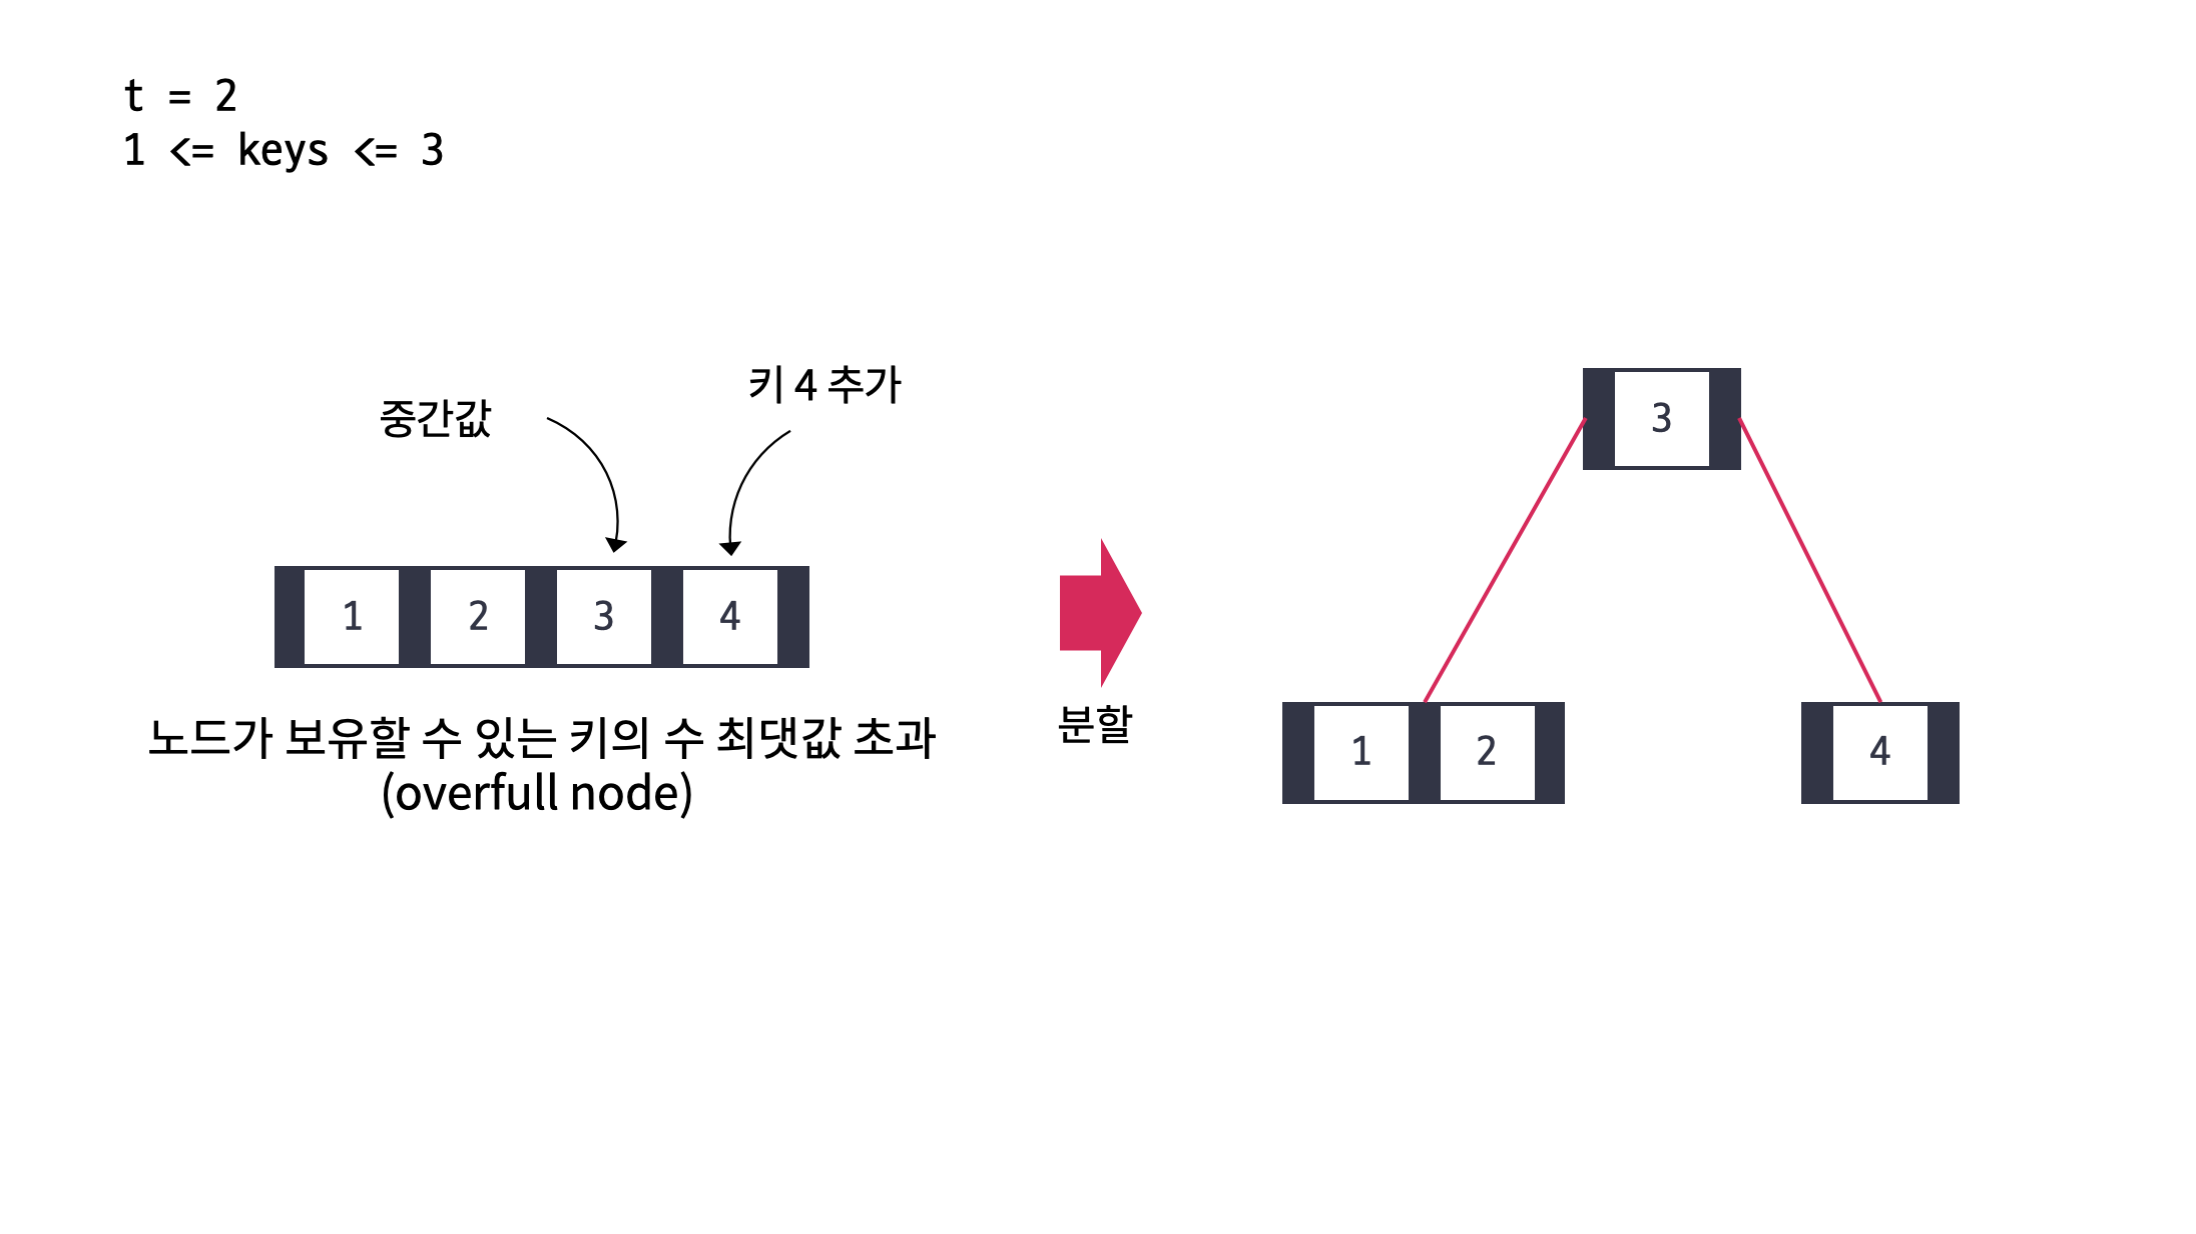 t = 2
1 <= keys <= 3
중간값
키 4 추가
1 2 3 4
노드가 보유할 수 있는 키의 수 최댓값 초과
(overfull node)
분할
3
1 2
4